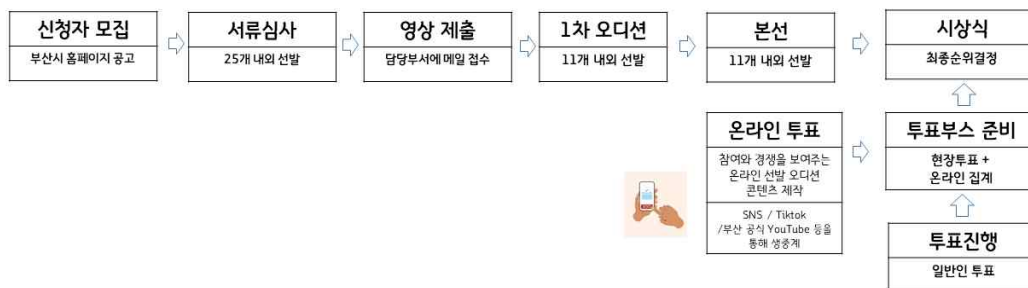 신청자 모집
부산시 홈페이지 공고
서류심사
25개 내외 선발
영상 제출
담당부서에 메일 접수
1차 오디션
11개 내외 선발
본선
11개 내외 선발
시상식
최종순위결정
온라인 투표
참여와 경쟁을 보여주는
온라인 선발 오디션
콘텐츠 제작
SNS / Tiktok
/부산 공식 YouTube 등을
통해 생중계
투표부스 준비
현장투표 +
온라인 집계
투표진행
일반인 투표